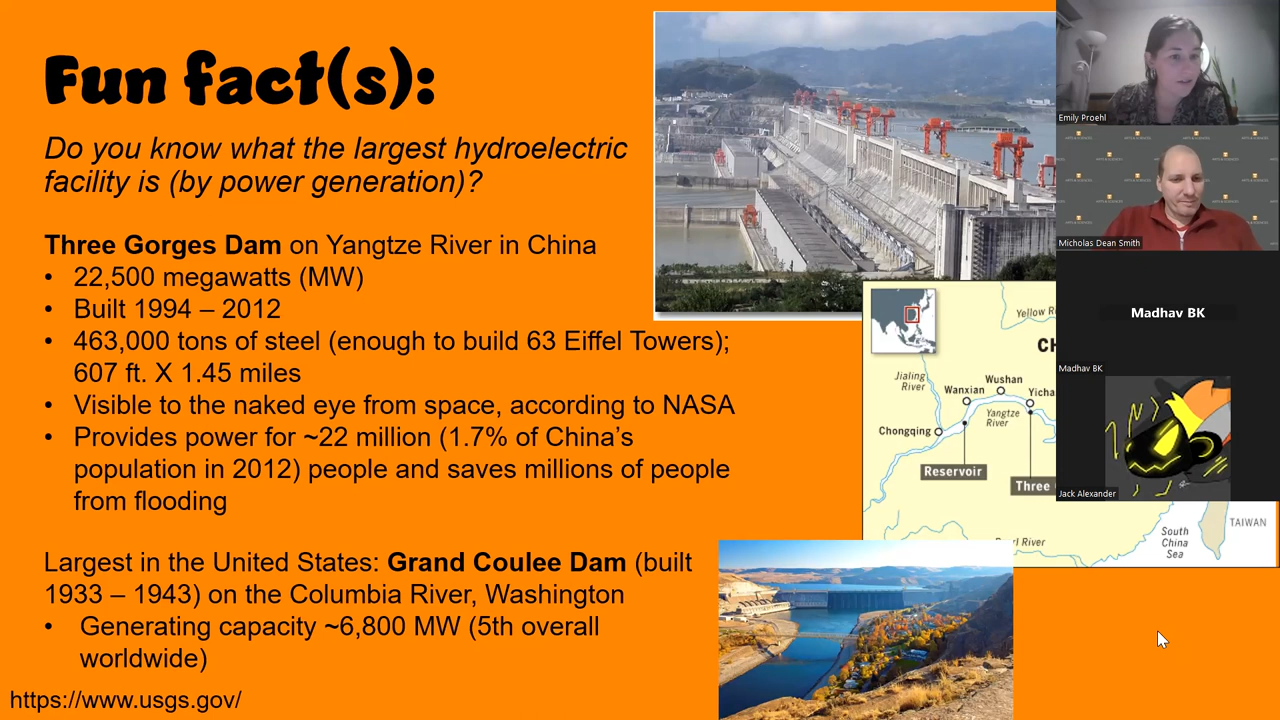 Fun fact(s):
Do you know what the largest hydroelectric
facility is (by power generation)?
Three Gorges Dam on Yangtze River in China
• 22,500 megawatts (MW)
• Built 1994 – 2012
• 463,000 tons of steel (enough to build 63 Eiffel Towers);
607 ft. X 1.45 miles
• Visible to the naked eye from space, according to NASA
• Provides power for ~22 million (1.7% of China's
population in 2012) people and saves millions of people
from flooding
Largest in the United States: Grand Coulee Dam (built
1933 – 1943) on the Columbia River, Washington
• Generating capacity ~6,800 MW (5th overall
worldwide)
https://www.usgs.gov/
Yellow
CH
Jialing
River
Wanxian
Wushan
Yicha
Yangtze
River
Chongqing
Reservoir
Three
River
South
China
Sea
TAIWAN
Emily Proehl
Micholas Dean Smith
Madhav BK
Madhav BK
Jack Alexander